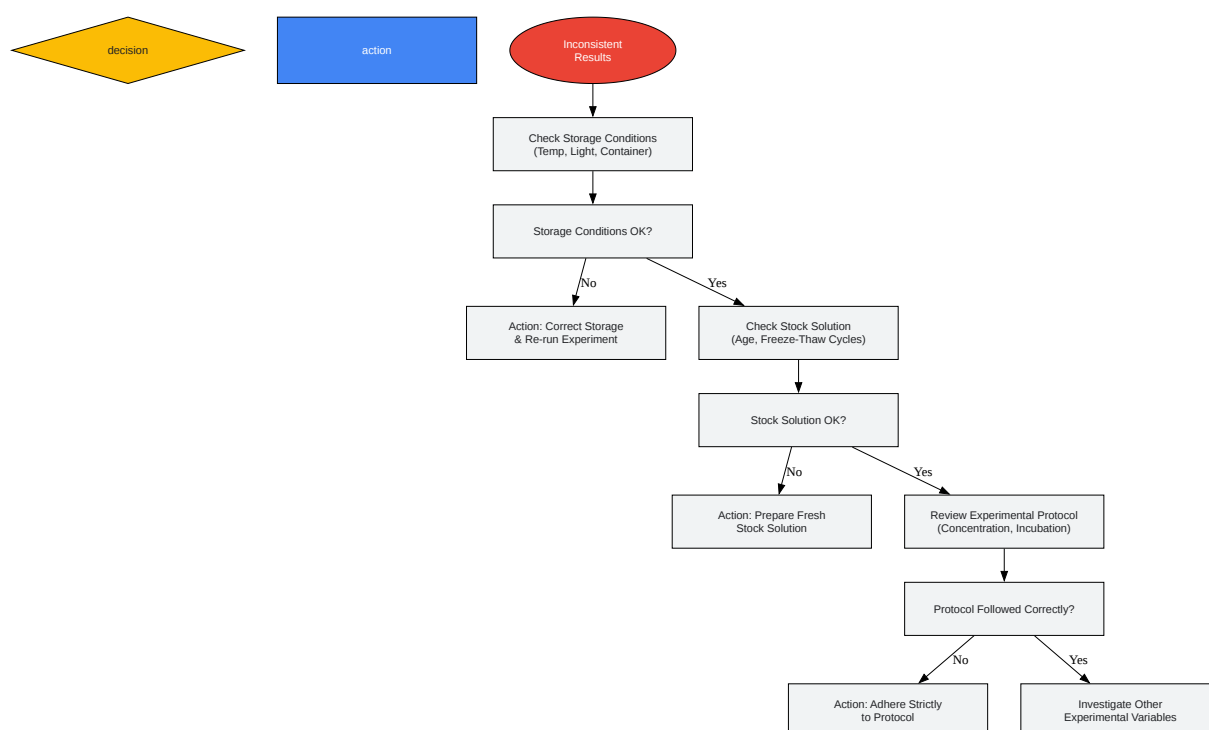 decision
action
Inconsistent
Results
Check Storage Conditions
(Temp, Light, Container)
Storage Conditions OK?
No
Yes
Action: Correct Storage
& Re-run Experiment
Check Stock Solution
(Age, Freeze-Thaw Cycles)
Stock Solution OK?
No
Yes
Action: Prepare Fresh
Stock Solution
Review Experimental Protocol
(Concentration, Incubation)
Protocol Followed Correctly?
No
Yes
Action: Adhere Strictly
to Protocol
Investigate Other
Experimental Variables